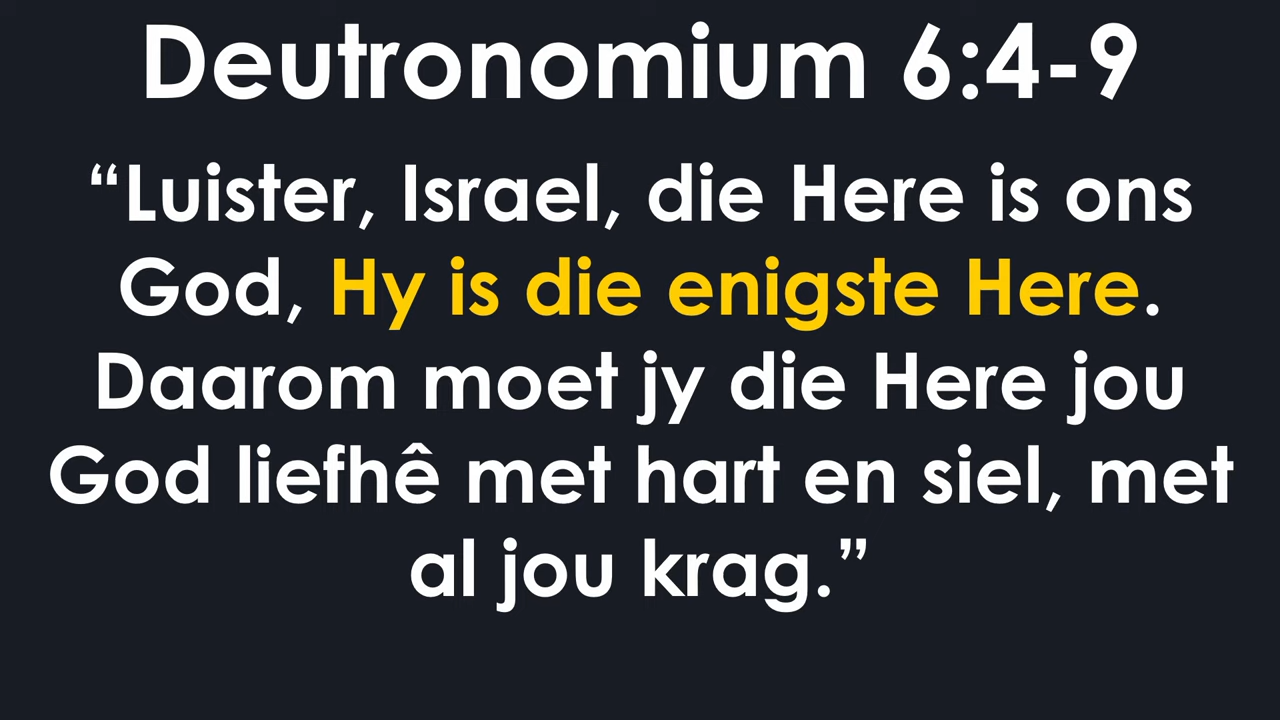 Deutronomium 6:4-9
“Luister, Israel, die Here is ons
God, Hy is die enigste Here.
Daarom moet jy die Here jou
God liefhê met hart en siel, met
al jou krag.”